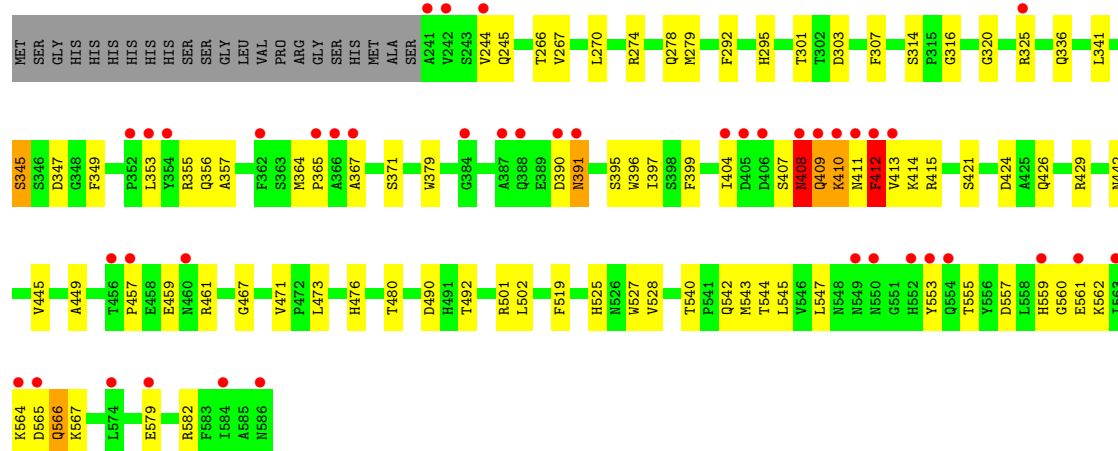 MET SER GLY HIS HIS HIS HIS HIS HIS SER SER GLY LEU VAL PRO ARG GLY SER HIS MET ALA SER A241 V242 S243 V244 Q245 T266 V267 L270 R274 Q278 M279 F292 H295 T301 T302 D303 F307 S314 P315 G316 G320 R325 Q336 L341
S345 S346 D347 G348 F349 P352 L353 Y354 R355 Q356 A357 F362 S363 M364 P365 A366 A367 S371 W379 G384 A387 Q388 E389 D390 N391 S395 W396 I397 S398 F399 I404 D405 D406 S407 N408 Q409 K410 N411 F412 V413 K414 R415 S421 D424 A425 Q426 R429 N442
V445 A449 T456 P457 E458 E459 N460 R461 G467 V471 P472 L473 H476 T480 D490 H491 T492 R501 L502 F519 H525 N526 W527 V528 T540 P541 Q542 M543 T544 L545 V546 L547 N548 N549 N550 G551 H552 Y553 Q554 T555 Y556 D557 L558 H559 G560 E561 K562 I563
K564 D565 Q566 K567 L574 E579 R582 F583 I584 A585 N586